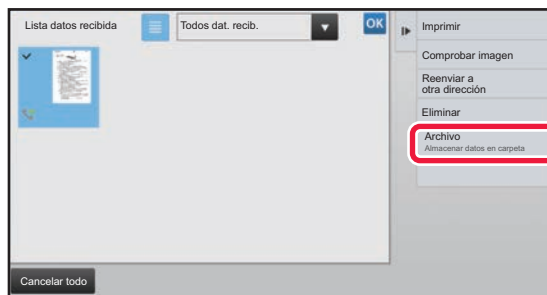 Lista datos recibida
Todos dat. recib.
OK
Imprimir
Comprobar imagen
Reenviar a
otra dirección
Eliminar
Archivo
Almacenar datos en carpeta
Cancelar todo